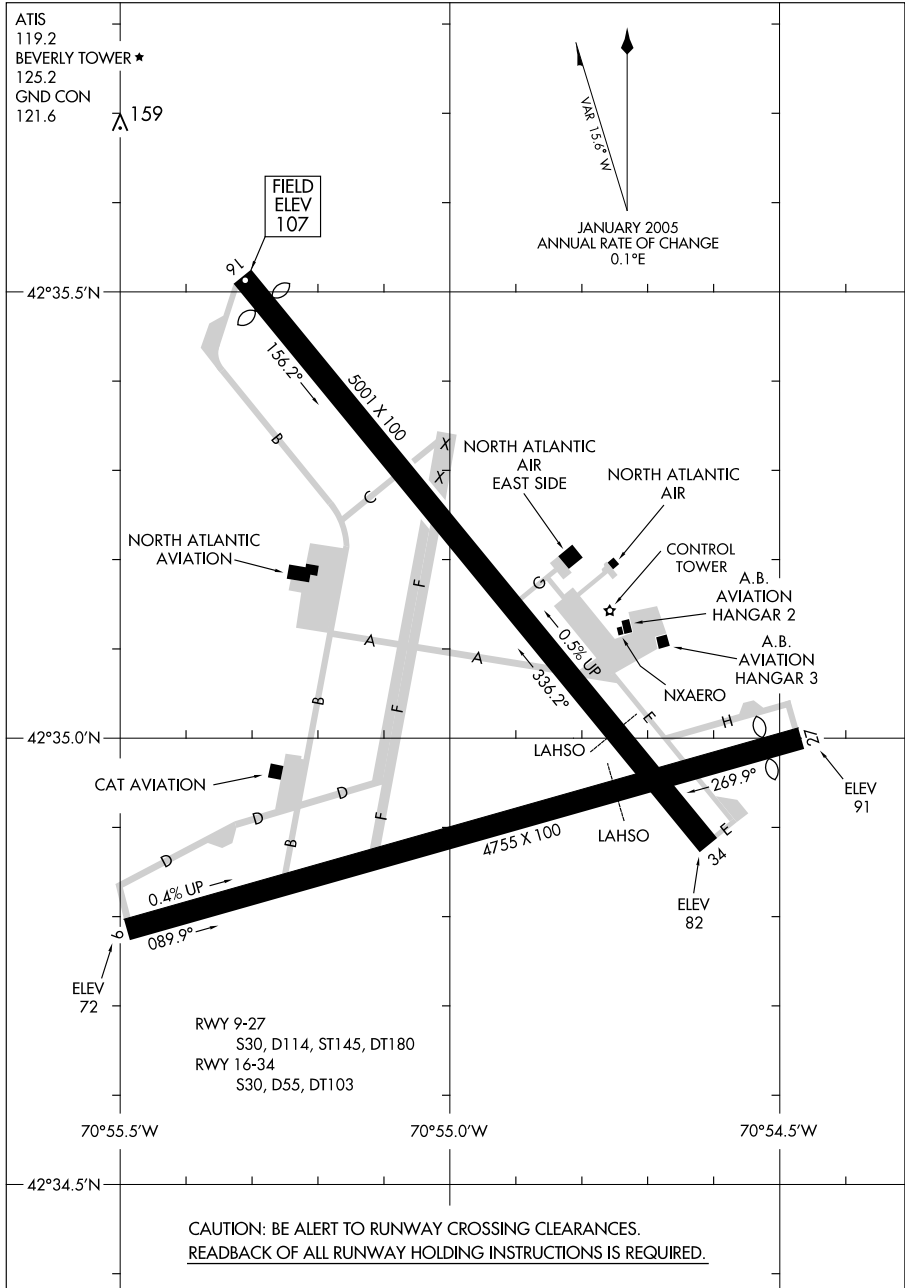 ATIS
119.2
BEVERLY TOWER ★
125.2
GND CON
121.6
159
VAR 15.6° W
JANUARY 2005
ANNUAL RATE OF CHANGE
0.1°E
FIELD
ELEV
107
16
42°35.5'N
156.2°
5001 X 100
B
X
X
C
NORTH ATLANTIC
AIR
EAST SIDE
NORTH ATLANTIC
AIR
NORTH ATLANTIC
AVIATION
CONTROL
TOWER
A.B.
AVIATION
HANGAR 2
F
G
A.B.
AVIATION
HANGAR 3
0.5% UP
A
A
336.2°
NXAERO
B
F
E
H
42°35.0'N
LAHSO
27
269.9°
ELEV
91
CAT AVIATION
D
D
D
F
LAHSO
4755 X 100
E
34
B
0.4% UP
089.9°
9
ELEV
82
ELEV
72
RWY 9-27
S30, D114, ST145, DT180
RWY 16-34
S30, D55, DT103
70°55.5'W
70°55.0'W
70°54.5'W
42°34.5'N
CAUTION: BE ALERT TO RUNWAY CROSSING CLEARANCES.
READBACK OF ALL RUNWAY HOLDING INSTRUCTIONS IS REQUIRED.